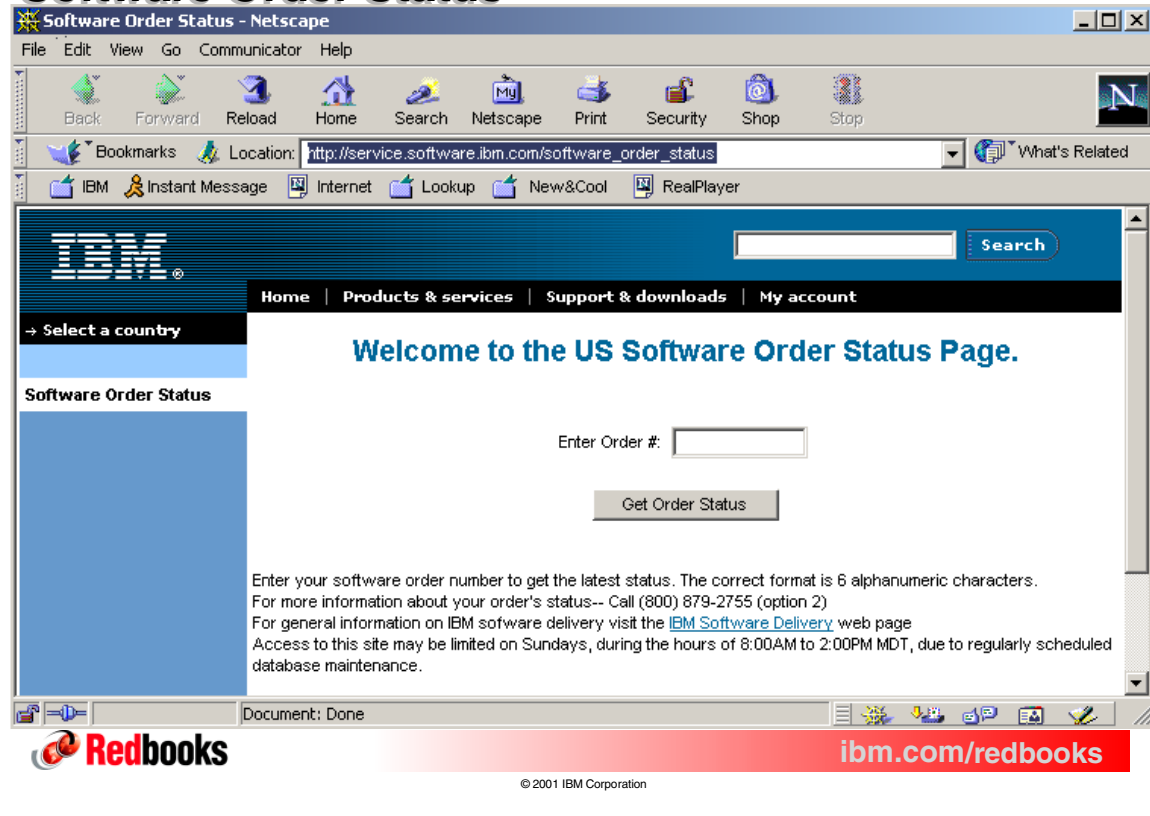 Software Order Status
Software Order Status - Netscape
File Edit View Go Communicator Help
Back Forward Reload Home Search Netscape Print Security Shop Stop
My
N
Bookmarks Location: http://service.software.ibm.com/software_order_status What's Related
IBM Instant Message Internet Lookup New&Cool RealPlayer
IBM®
Search
Home | Products & services | Support & downloads | My account
→ Select a country
Welcome to the US Software Order Status Page.
Software Order Status
Enter Order #:
Get Order Status
Enter your software order number to get the latest status. The correct format is 6 alphanumeric characters.
For more information about your order's status-- Call (800) 879-2755 (option 2)
For general information on IBM sofware delivery visit the IBM Software Delivery web page
Access to this site may be limited on Sundays, during the hours of 8:00AM to 2:00PM MDT, due to regularly scheduled
database maintenance.
Document: Done
Redbooks
ibm.com/redbooks
© 2001 IBM Corporation